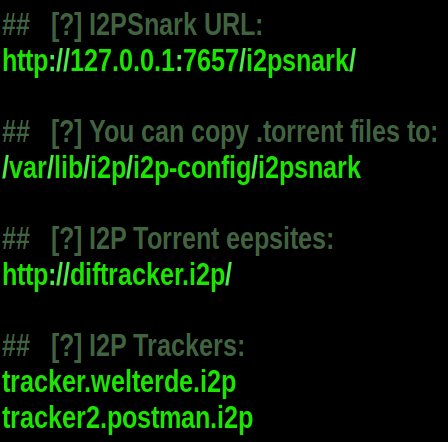 ## [?] I2PSnark URL:
http://127.0.0.1:7657/i2psnark/
## [?] You can copy .torrent files to:
/var/lib/i2p/i2p-config/i2psnark
## [?] I2P Torrent eepsites:
http://diftracker.i2p/
## [?] I2P Trackers:
tracker.welterde.i2p
tracker2.postman.i2p